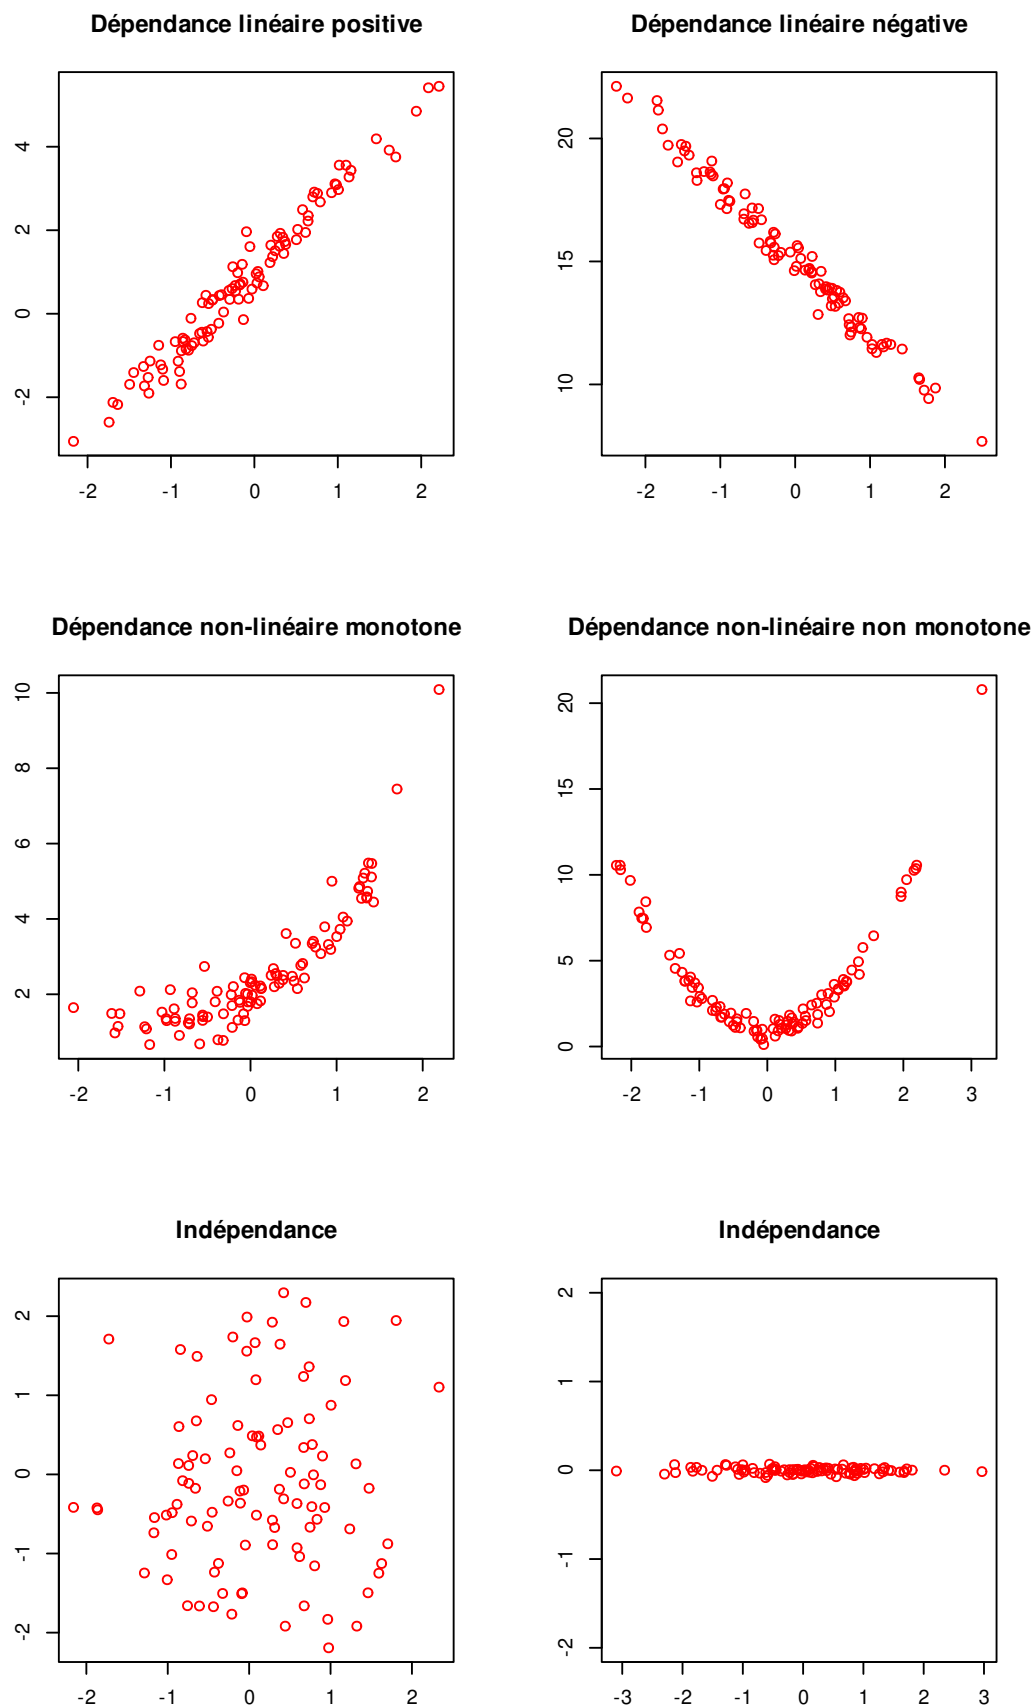 Dépendance linéaire positive
-2 0 2 4
-2 -1 0 1 2
Dépendance linéaire négative
10 15 20
-2 -1 0 1 2
Dépendance non-linéaire monotone
2 4 6 8 10
-2 -1 0 1 2
Dépendance non-linéaire non monotone
0 5 10 15 20
-2 -1 0 1 2 3
Indépendance
-2 -1 0 1 2
-2 -1 0 1 2
Indépendance
-2 -1 0 1 2
-3 -2 -1 0 1 2 3